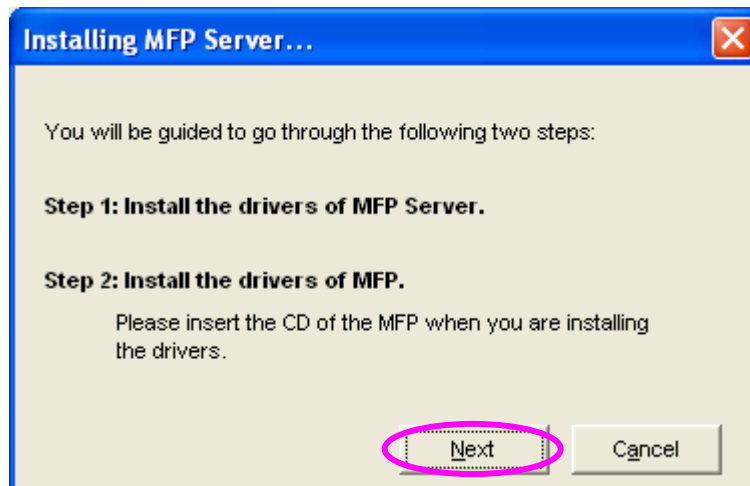 Installing MFP Server...
You will be guided to go through the following two steps:
Step 1: Install the drivers of MFP Server.
Step 2: Install the drivers of MFP.
Please insert the CD of the MFP when you are installing
the drivers.
Next
Cancel